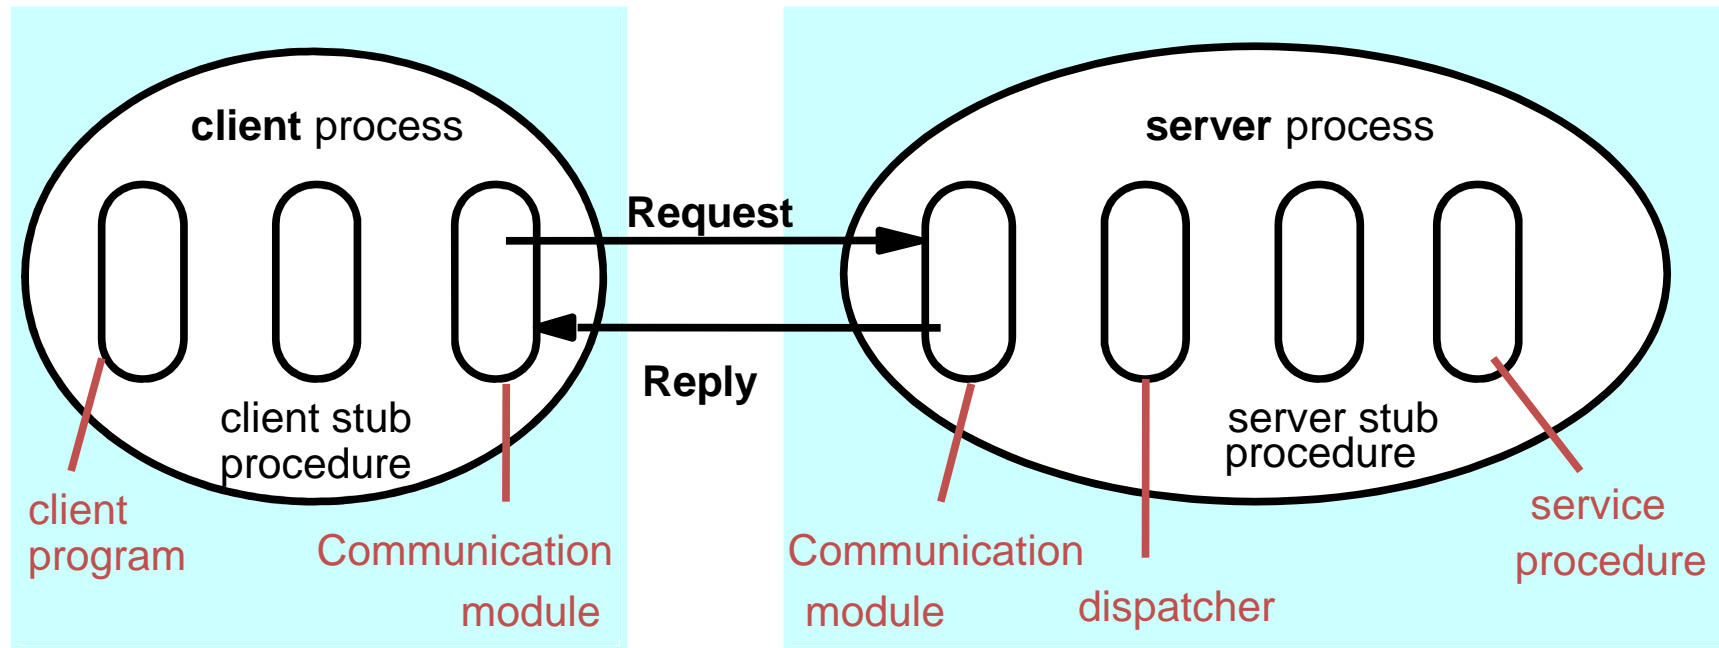 client process
server process
Request
Reply
client stub
procedure
server stub
procedure
client
program
Communication
module
Communication
module
dispatcher
service
procedure